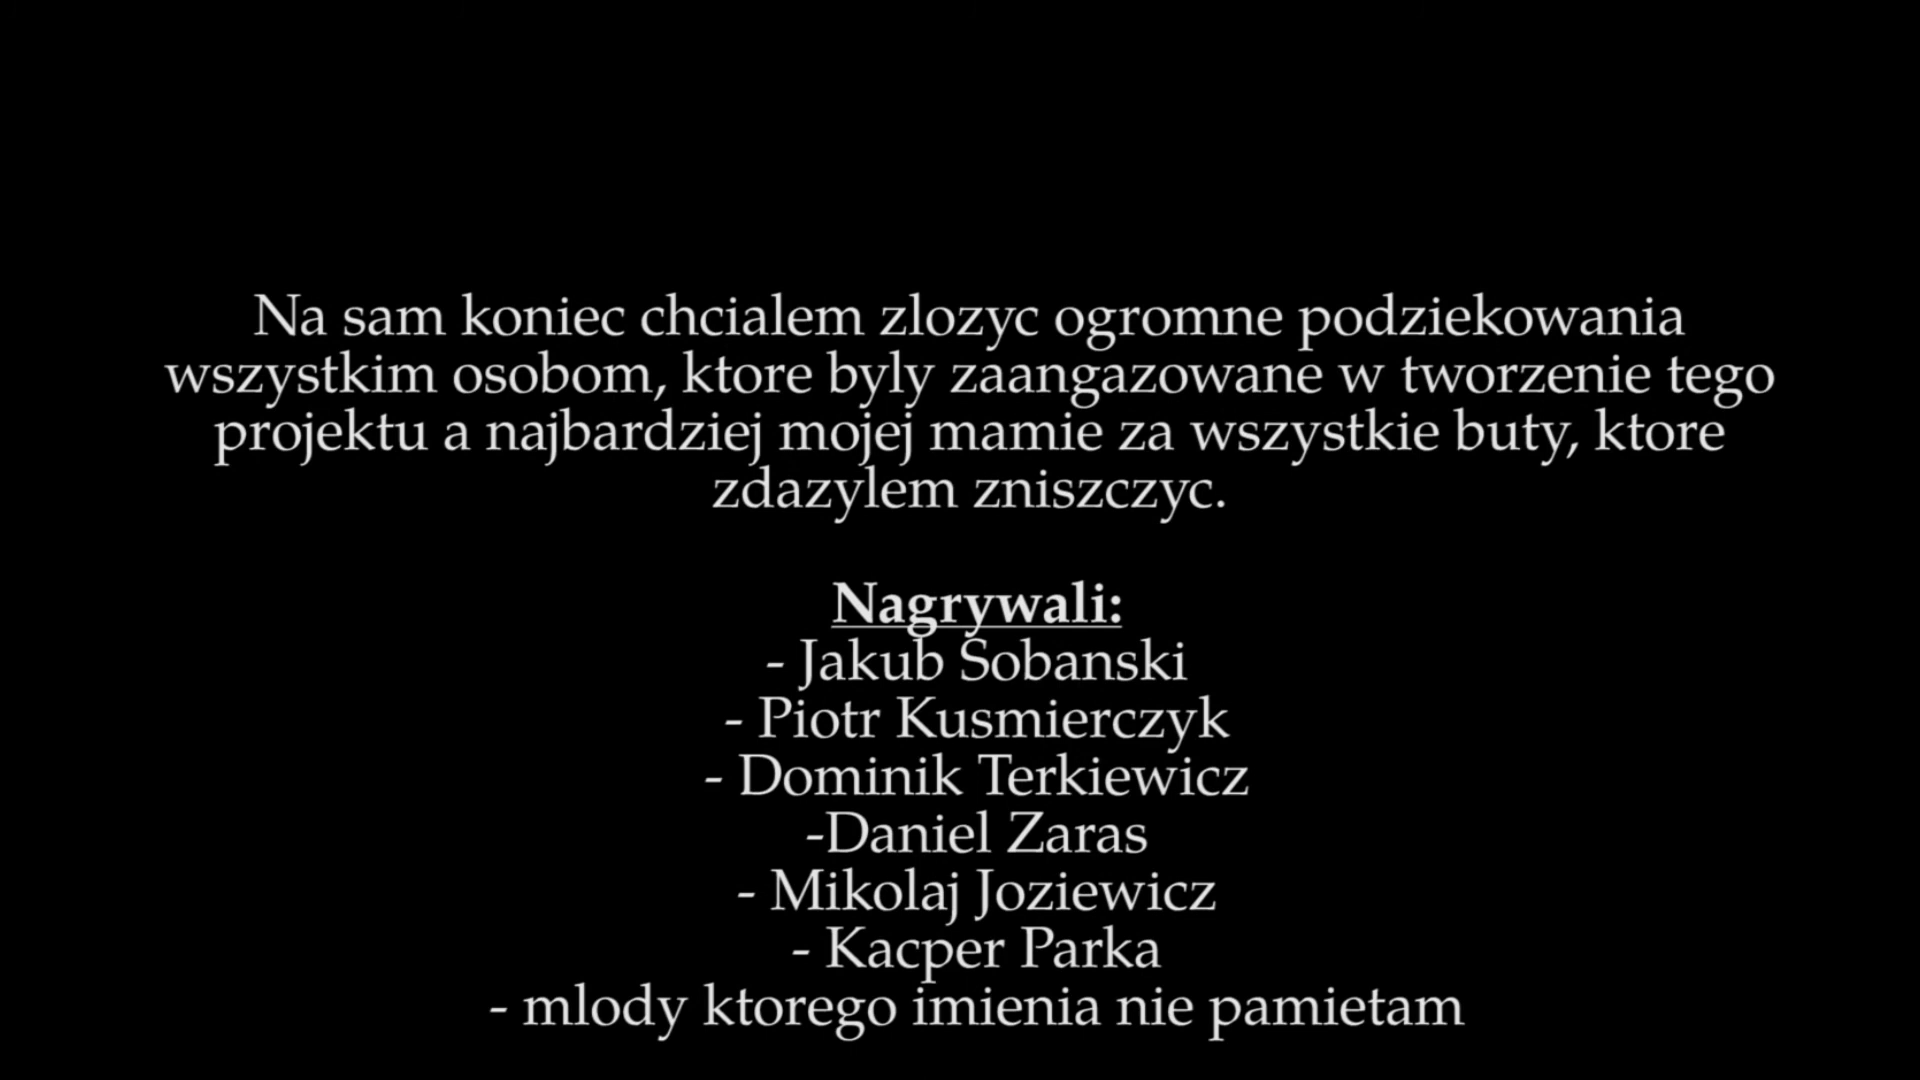 Na sam koniec chcialem zlozyc ogromne podziekowania
wszystkim osobom, ktore byly zaangazowane w tworzenie tego
projektu a najbardziej mojej mamie za wszystkie buty, ktore
zdazylem zniszczyc.
Nagrywali:
- Jakub Sobanski
- Piotr Kusmierczyk
- Dominik Terkiewicz
-Daniel Zaras
- Mikolaj Joziewicz
- Kacper Parka
- mlody ktorego imienia nie pamietam